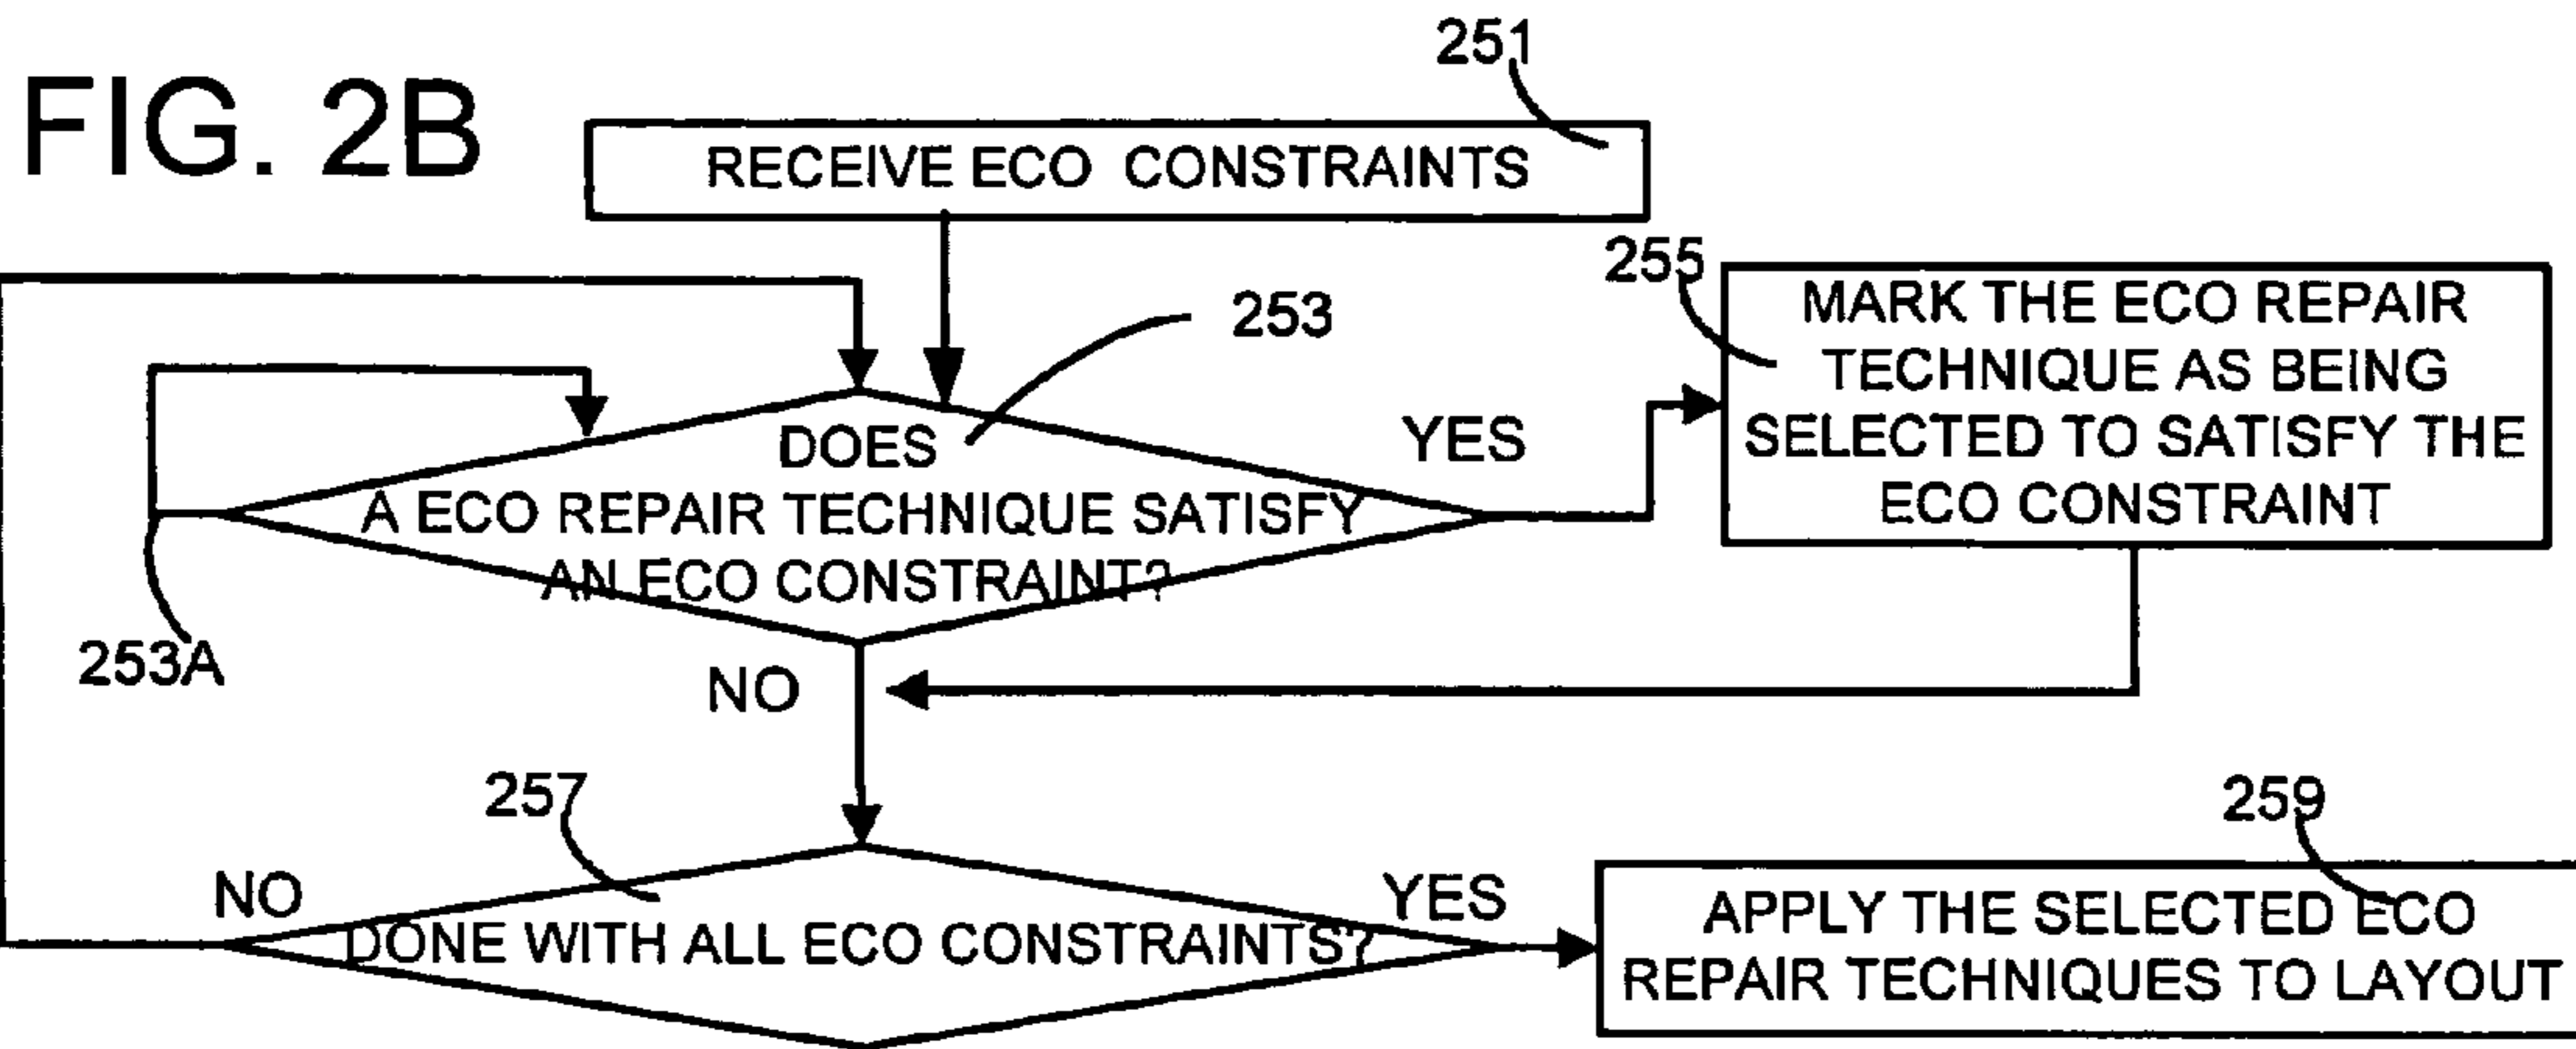 FIG. 2B
251
RECEIVE ECO CONSTRAINTS
255
MARK THE ECO REPAIR
TECHNIQUE AS BEING
SELECTED TO SATISFY THE
ECO CONSTRAINT
253
YES
DOES
A ECO REPAIR TECHNIQUE SATISFY
AN ECO CONSTRAINT?
253A
NO
257
259
NO
DONE WITH ALL ECO CONSTRAINTS?
YES
APPLY THE SELECTED ECO
REPAIR TECHNIQUES TO LAYOUT